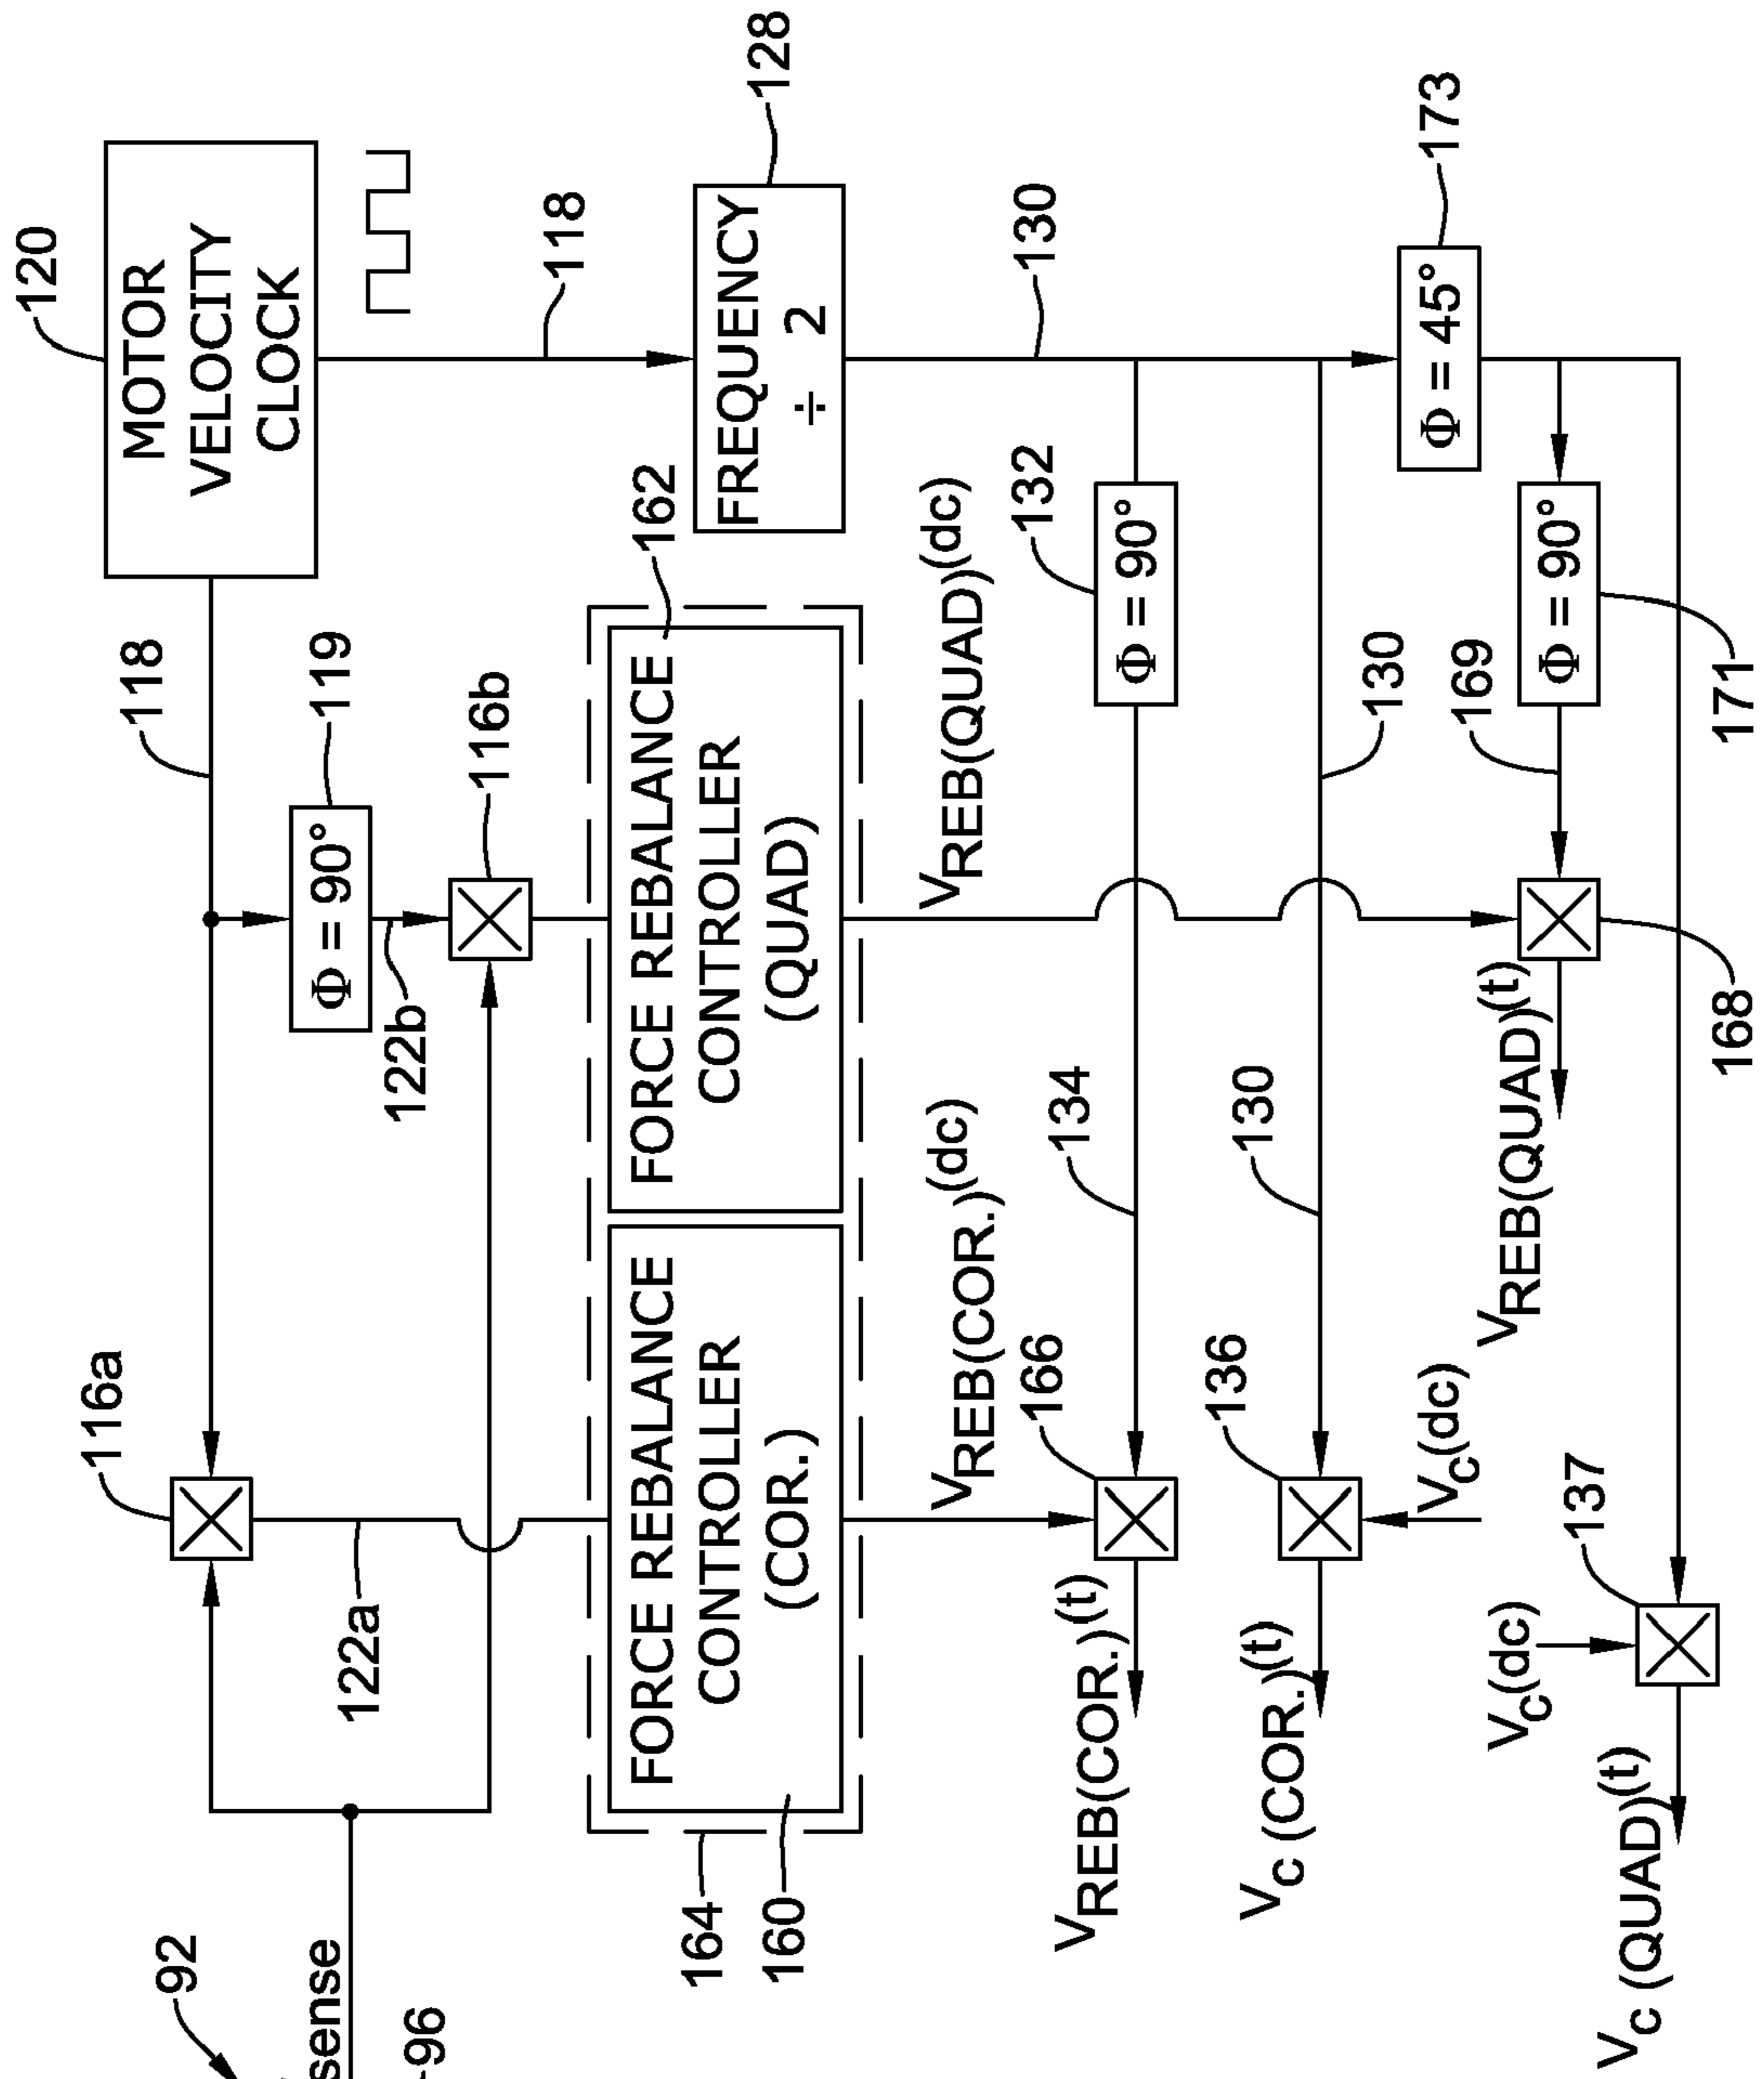 120
MOTOR
VELOCITY
CLOCK
118
119
Φ = 90°
122b
116b
116a
122a
92
sense
96
118
FREQUENCY
÷ 2
128
162
FORCE REBALANCE
CONTROLLER
(QUAD)
FORCE REBALANCE
CONTROLLER
(COR.)
164
160
VREB(QUAD)(dc)
VREB(COR.)(dc)
130
132
Φ = 90°
134
166
VREB(COR.)(t)
130
130
136
Vc(dc)
Vc (COR.)(t)
173
Φ = 45°
Φ = 90°
171
169
168
VREB(QUAD)(t)
137
Vc(dc)
Vc (QUAD)(t)